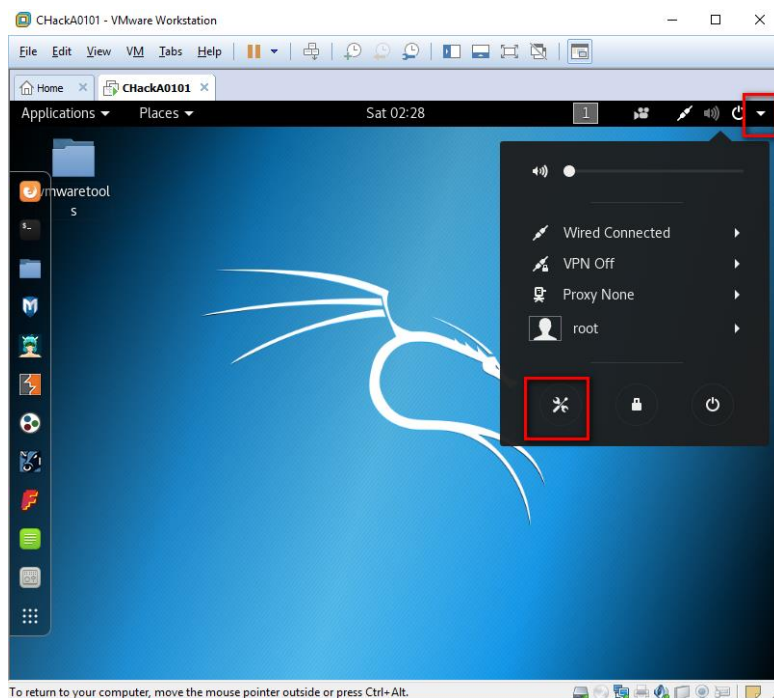 CHackA0101 - VMware Workstation
File Edit View VM Tabs Help
Home CHackA0101
Applications Places Sat 02:28 1
vmwaretool
s
Wired Connected
VPN Off
Proxy None
root
To return to your computer, move the mouse pointer outside or press Ctrl+Alt.